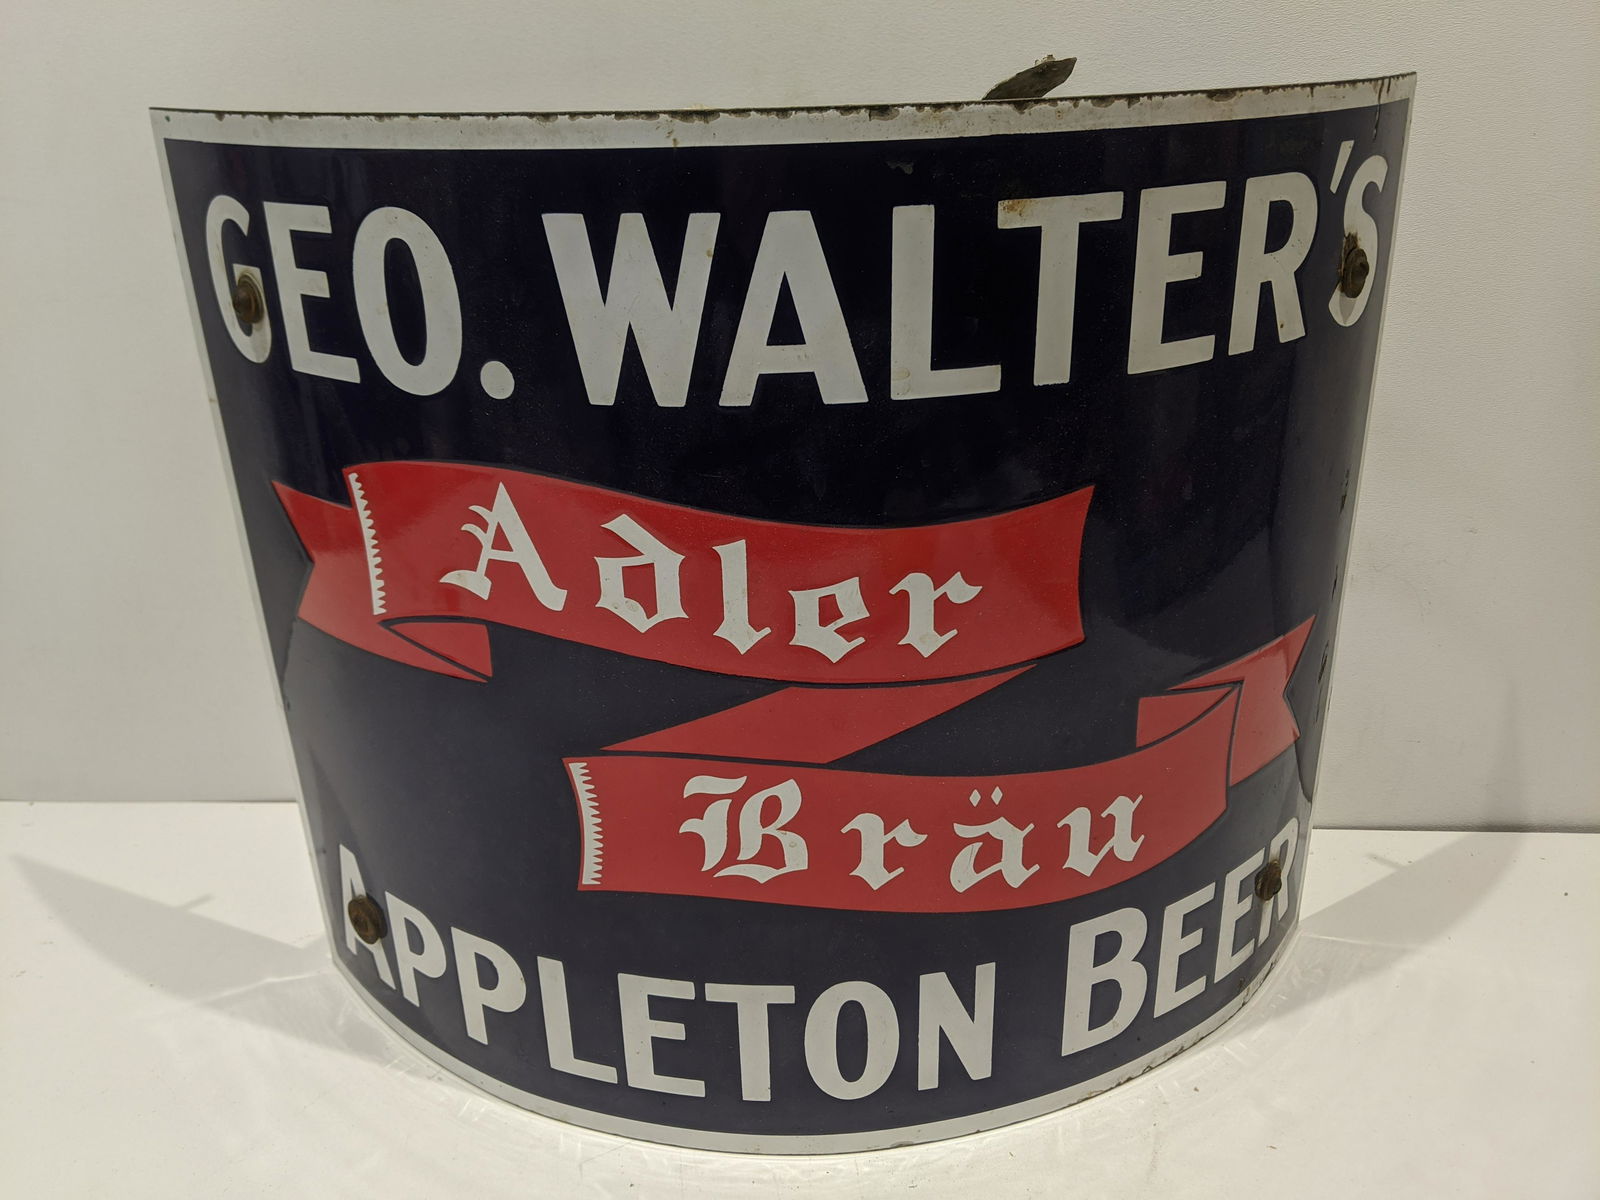 GEO. WALTER'S
Adler
Bräu
APPLETON BEER